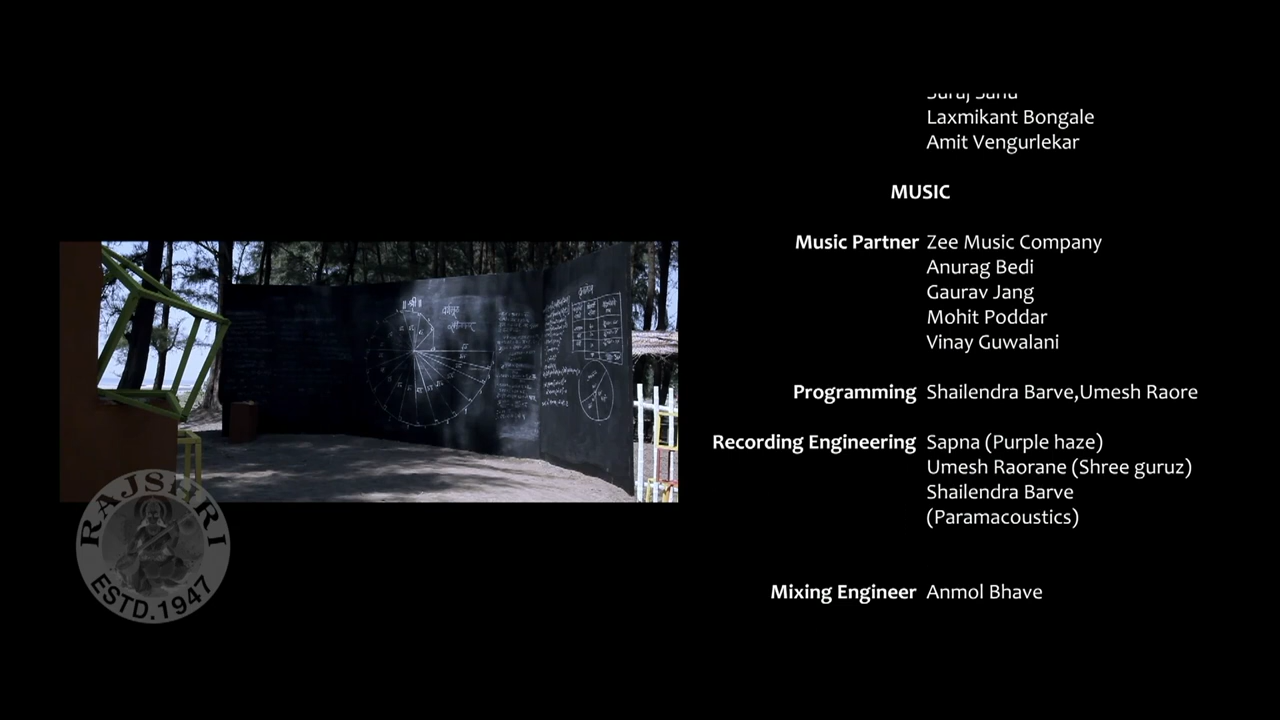 Laxmikant Bongale
Amit Vengurlekar
MUSIC
Music Partner Zee Music Company
Anurag Bedi
Gaurav Jang
Mohit Poddar
Vinay Guwalani
Programming Shailendra Barve,Umesh Raore
Recording Engineering Sapna (Purple haze)
Umesh Raorane (Shree guruz)
Shailendra Barve
(Paramacoustics)
Mixing Engineer Anmol Bhave
॥ श्री ॥
RAJSHRI
ESTD.1947